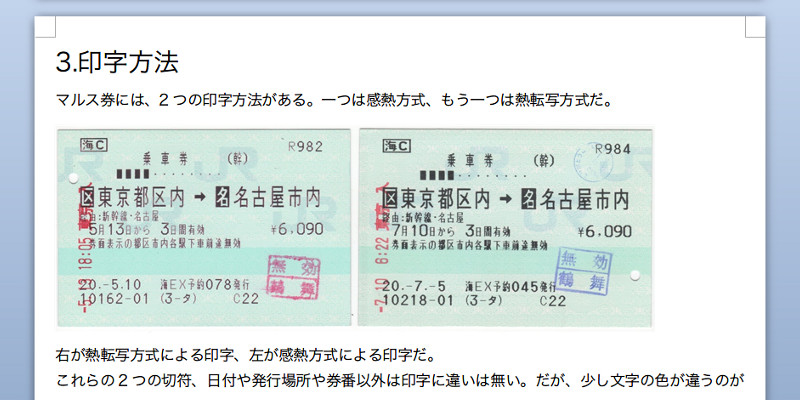 3.印字方法
マルス券には、2つの印字方法がある。一つは感熱方式、もう一つは熱転写方式だ。
海C
R982
乗車券 (幹)
区東京都区内 → 名名古屋市内
経由:新幹線・名古屋
5月13日から 3日間有効 ¥6,090
券面表示の都区市内各駅下車前途無効
20.-5.10 海EX予約078発行
10162-01 (3-タ) C22
-5.-9 18:05
無効
鶴舞
海C
R984
乗車券 (幹)
区東京都区内 → 名名古屋市内
経由:新幹線・名古屋
7月10日から 3日間有効 ¥6,090
券面表示の都区市内各駅下車前途無効
20.-7.-5 海EX予約045発行
10218-01 (3-タ) C22
-7.10 6:22
無効
鶴舞
右が熱転写方式による印字、左が感熱方式による印字だ。
これらの2つの切符、日付や発行場所や券番以外は印字に違いは無い。だが、少し文字の色が違うのが